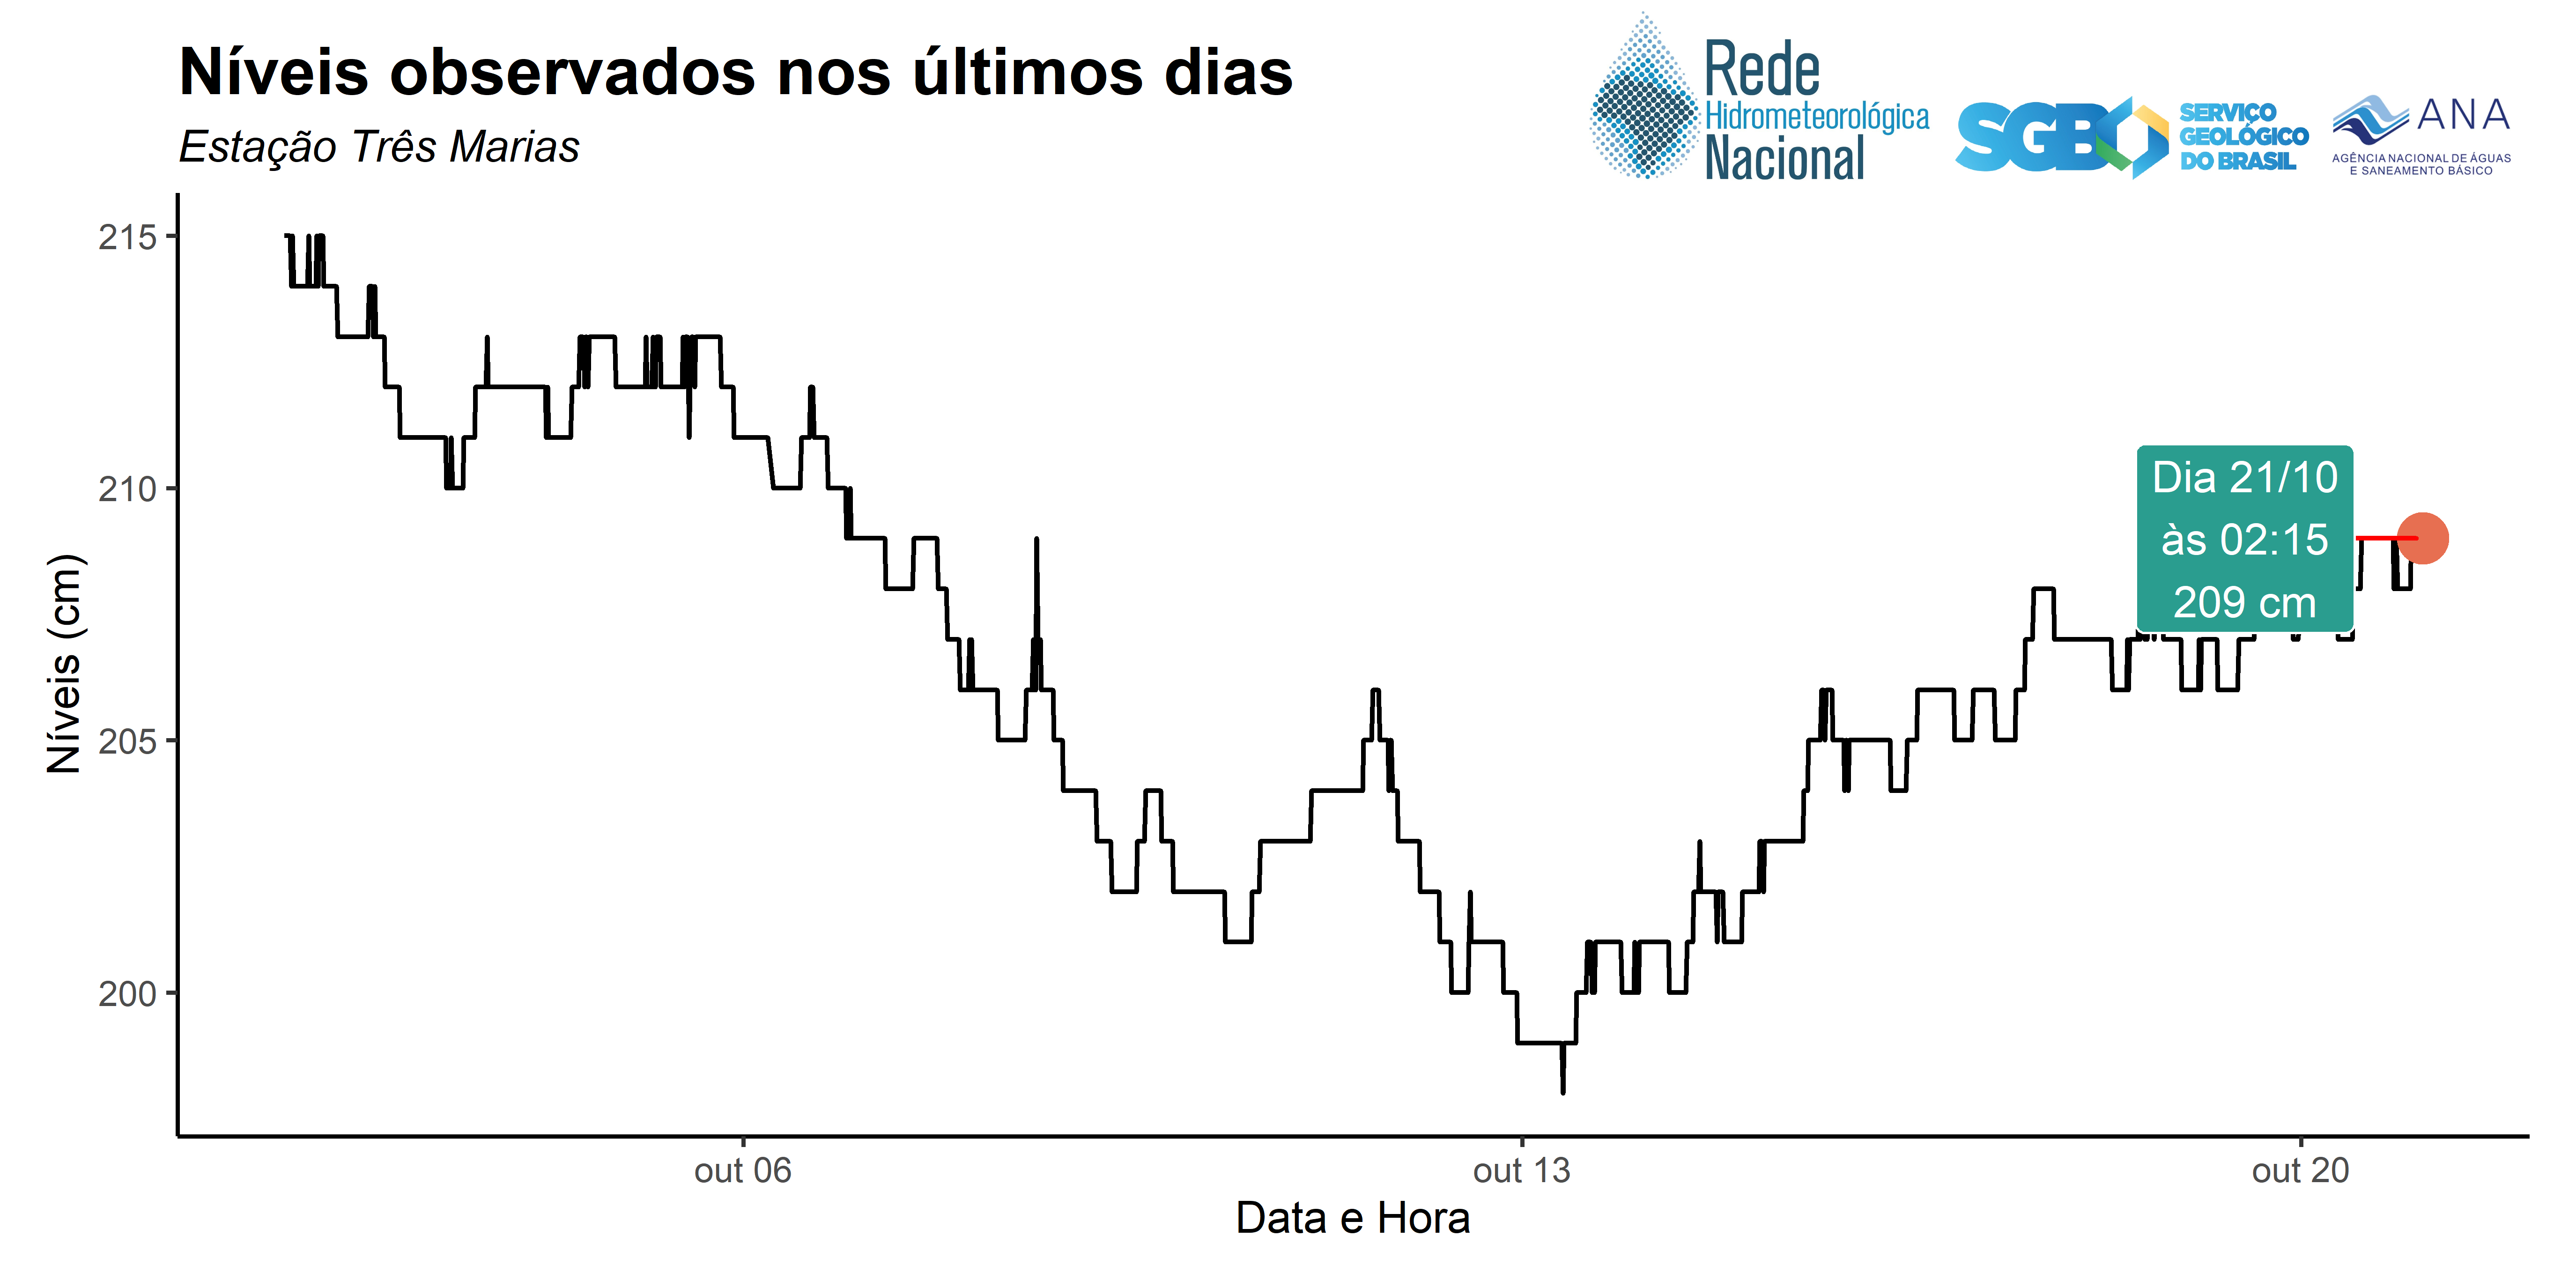 Níveis observados nos últimos dias
Estação Três Marias
Rede
Hidrometeorológica
Nacional
SGB
SERVIÇO
GEOLÓGICO
DO BRASIL
ANA
AGÊNCIA NACIONAL DE ÁGUAS
E SANEAMENTO BÁSICO
Níveis (cm)
215
210
205
200
Dia 21/10
às 02:15
209 cm
out 06
out 13
out 20
Data e Hora